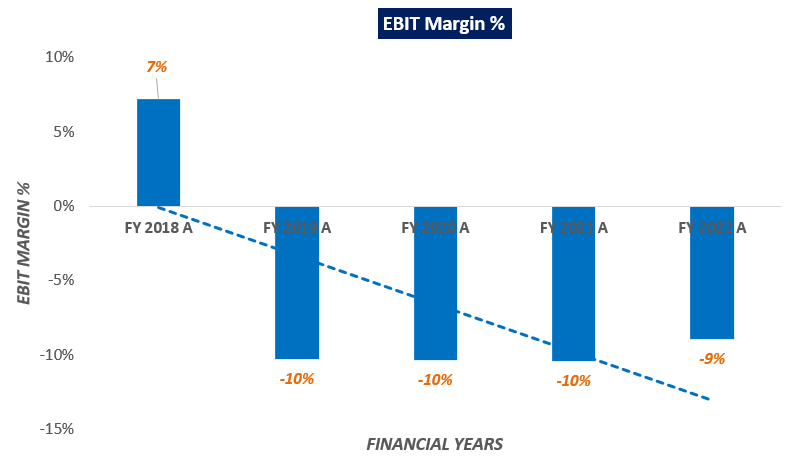 EBIT Margin %
10%
7%
5%
EBIT MARGIN %
0%
FY 2018 A FY 2019 A FY 2020 A FY 2021 A FY 2022 A
-5%
-10%
-9%
-10% -10% -10%
-15%
FINANCIAL YEARS